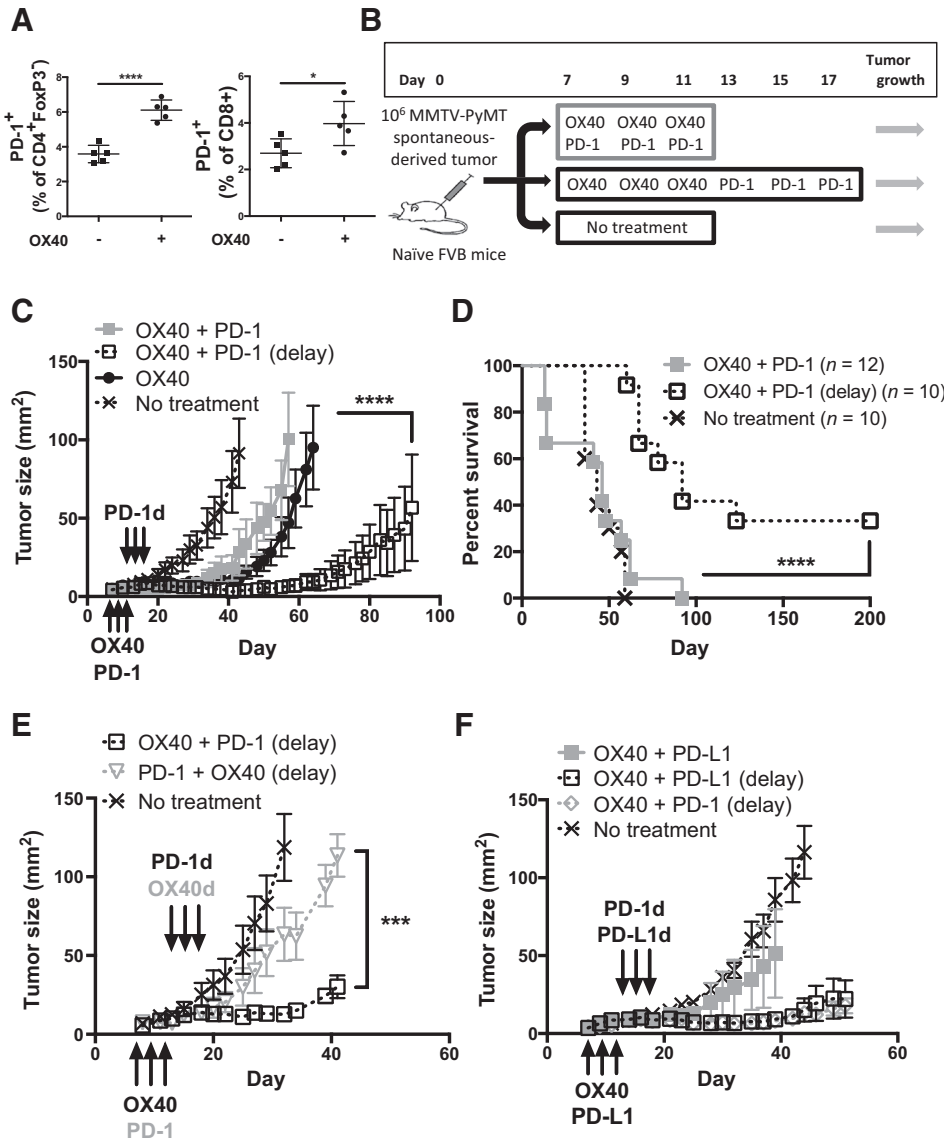 A
PD-1+
(% of CD4+FoxP3-)
8
6
4
2
0
****
OX40
-
+
PD-1+
(% of CD8+)
6
4
2
0
*
OX40
-
+
B
Day 0 7 9 11 13 15 17
Tumor
growth
10⁶ MMTV-PyMT
spontaneous-
derived tumor
Naïve FVB mice
OX40 OX40 OX40
PD-1 PD-1 PD-1
OX40 OX40 OX40 PD-1 PD-1 PD-1
No treatment
C
OX40 + PD-1
OX40 + PD-1 (delay)
OX40
No treatment
Tumor size (mm²)
150
100
50
0
****
PD-1d
0 20 40 60 80 100
Day
OX40
PD-1
D
OX40 + PD-1 (n = 12)
OX40 + PD-1 (delay) (n = 10)
No treatment (n = 10)
Percent survival
100
80
60
40
20
0
****
0 50 100 150 200
Day
E
OX40 + PD-1 (delay)
PD-1 + OX40 (delay)
No treatment
Tumor size (mm²)
150
100
50
0
PD-1d
OX40d
***
0 20 40 60
Day
OX40
PD-1
F
OX40 + PD-L1
OX40 + PD-L1 (delay)
OX40 + PD-1 (delay)
No treatment
Tumor size (mm²)
150
100
50
0
PD-1d
PD-L1d
0 20 40 60
Day
OX40
PD-L1